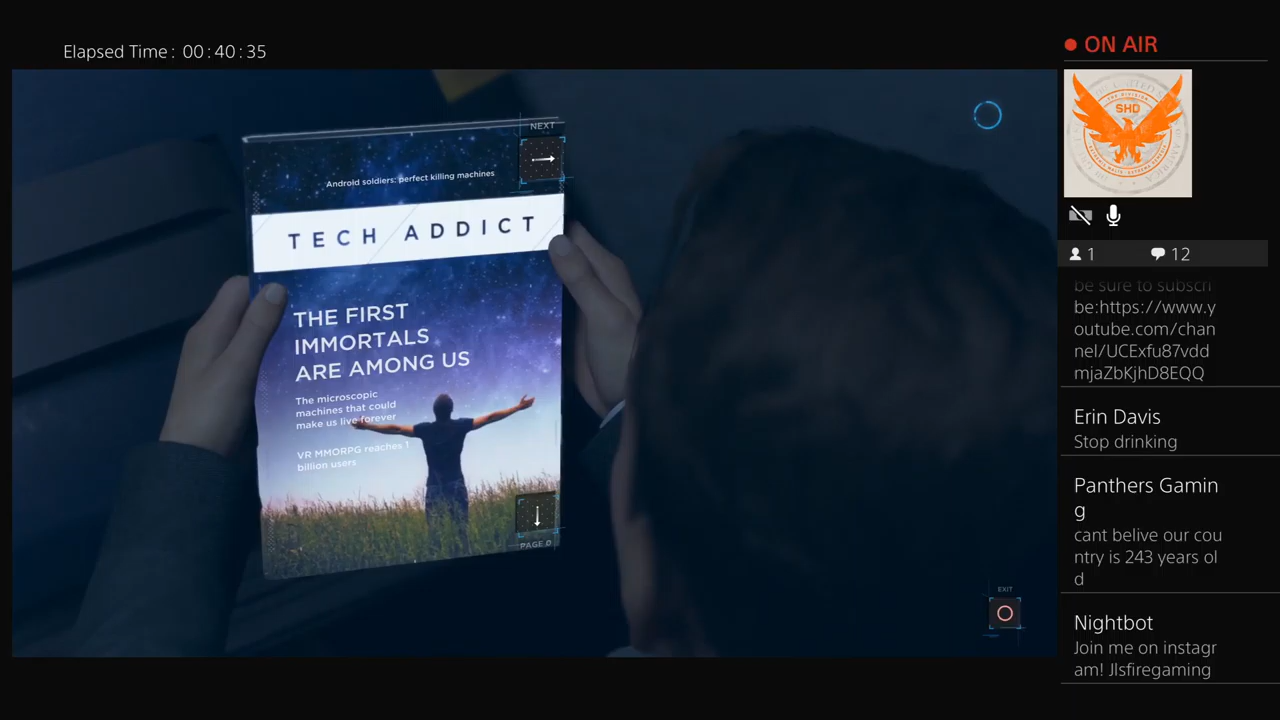 Elapsed Time: 00:40:35
ON AIR
SHD
1
12
NEXT
Android soldiers: perfect killing machines
TECH ADDICT
THE FIRST
IMMORTALS
ARE AMONG US
The microscopic
machines that could
make us live forever
VR MMORPG reaches 1
billion users
PAGE 0
EXIT
be sure to subscri
be:https://www.y
outube.com/chan
nel/UCExfu87vdd
mjaZbKjhD8EQQ
Erin Davis
Stop drinking
Panthers Gamin
g
cant belive our cou
ntry is 243 years ol
d
Nightbot
Join me on instagr
am! Jlsfiregaming